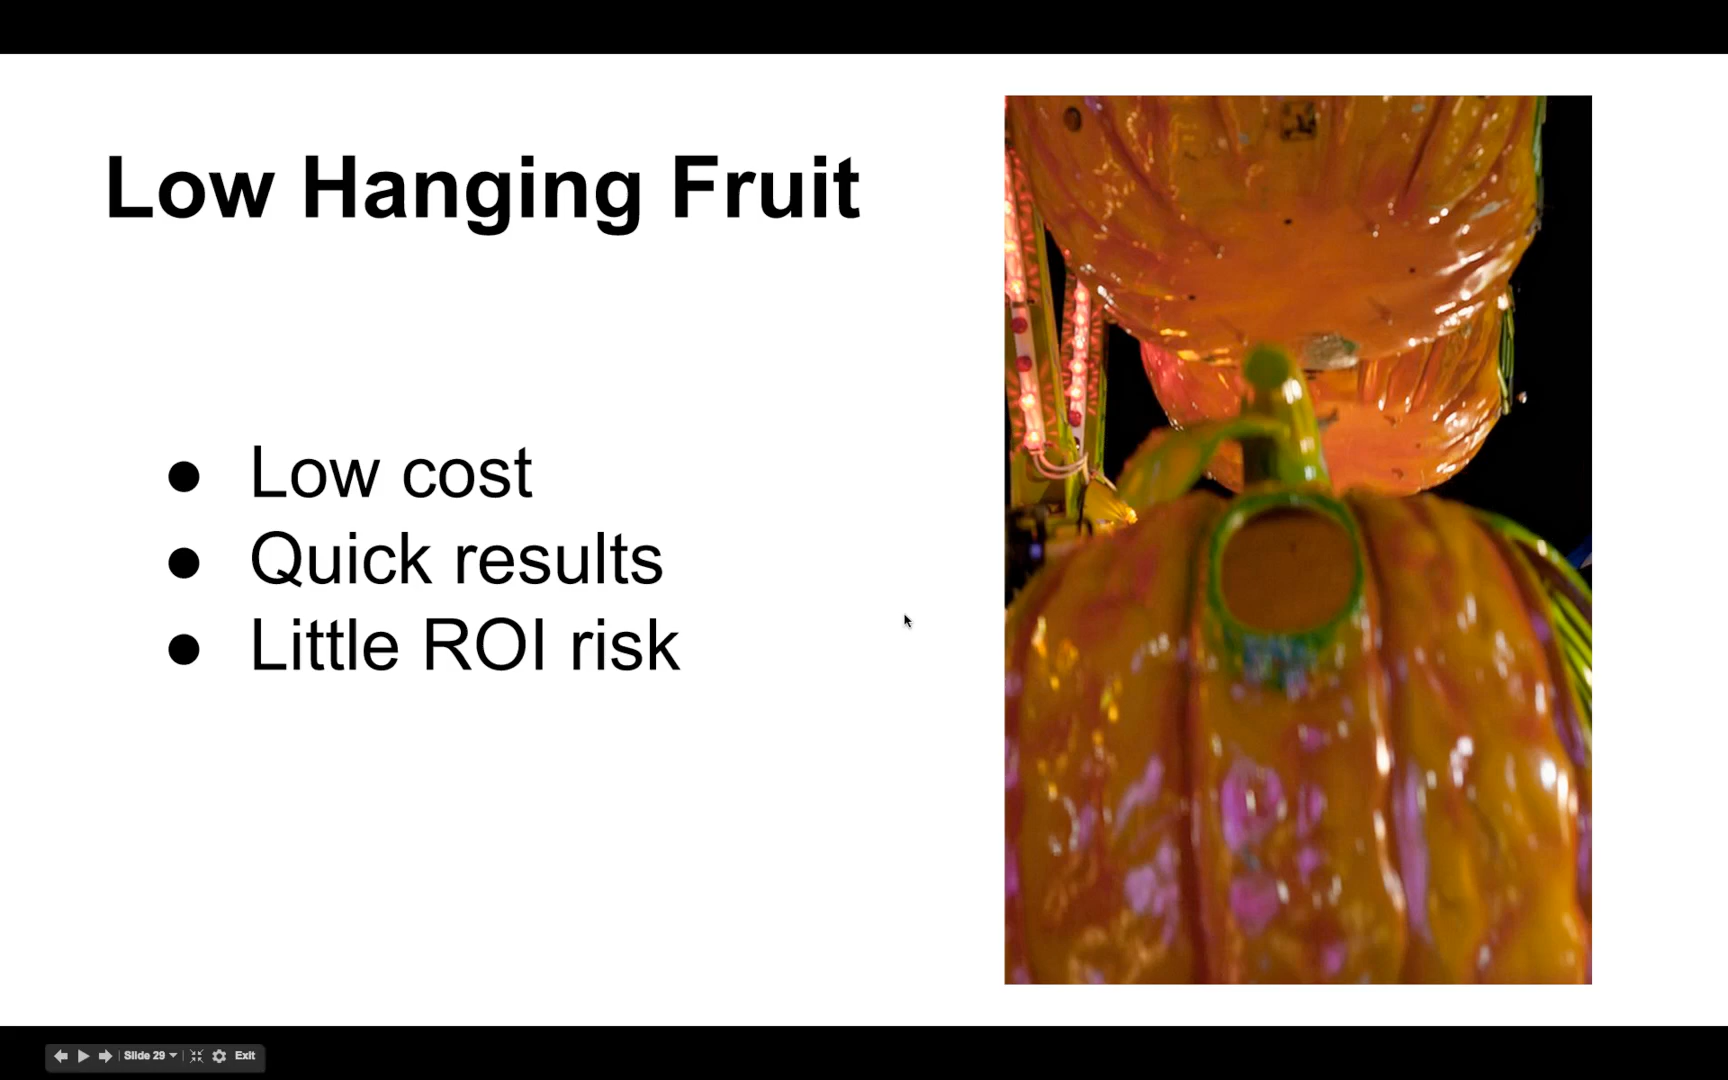 Low Hanging Fruit
● Low cost
● Quick results
● Little ROI risk
Slide 29
Exit